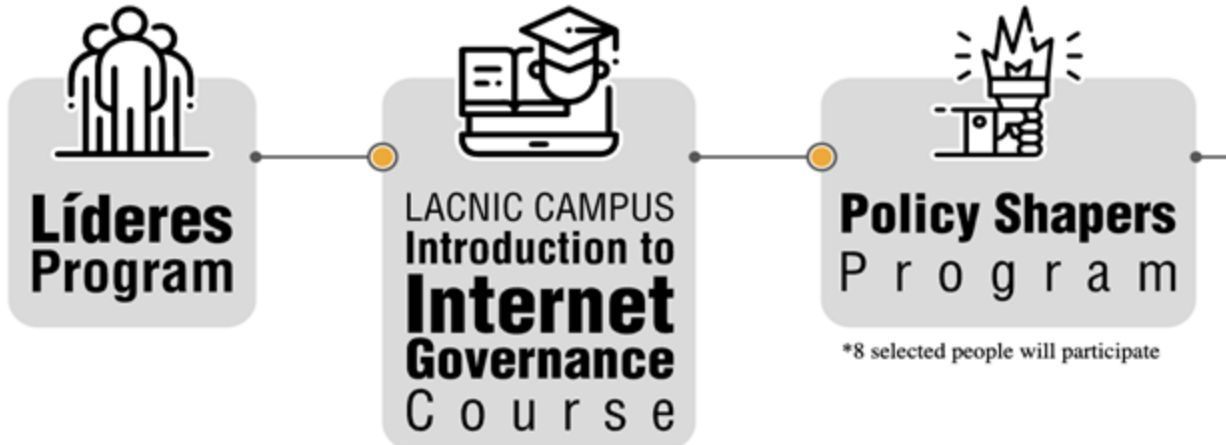 Líderes
Program
LACNIC CAMPUS
Introduction to
Internet
Governance
Course
Policy Shapers
Program
*8 selected people will participate